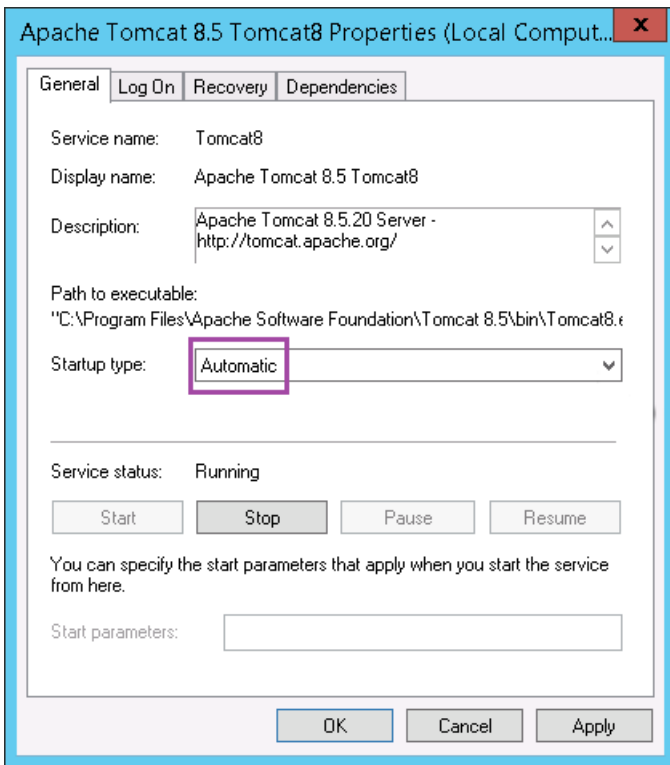 Apache Tomcat 8.5 Tomcat8 Properties (Local Comput...
x
General Log On Recovery Dependencies
Service name: Tomcat8
Display name: Apache Tomcat 8.5 Tomcat8
Description: Apache Tomcat 8.5.20 Server -
http://tomcat.apache.org/
Path to executable:
"C:\Program Files\Apache Software Foundation\Tomcat 8.5\bin\Tomcat8.e
Startup type: Automatic
Service status: Running
Start Stop Pause Resume
You can specify the start parameters that apply when you start the service
from here.
Start parameters:
OK Cancel Apply